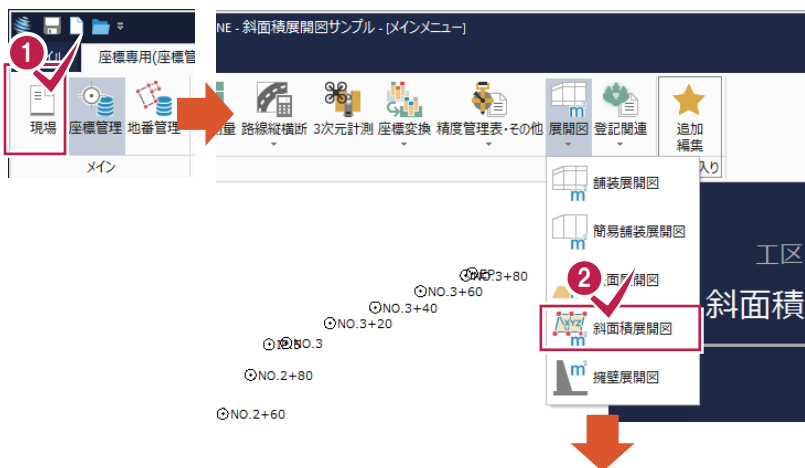 NE - 斜面積展開図サンプル - [メインメニュー]
1
座標専用(座標管
現場
座標管理
地番管理
メイン
路線縦横断
3次元計測
座標変換
精度管理表・その他
展開図
登記関連
追加
編集
入り
舗装展開図
簡易舗装展開図
2
面展開図
斜面積展開図
擁壁展開図
工区
斜面積
NO.3+80
NO.3+60
NO.3+40
NO.3+20
NO.3
NO.2+80
NO.2+60